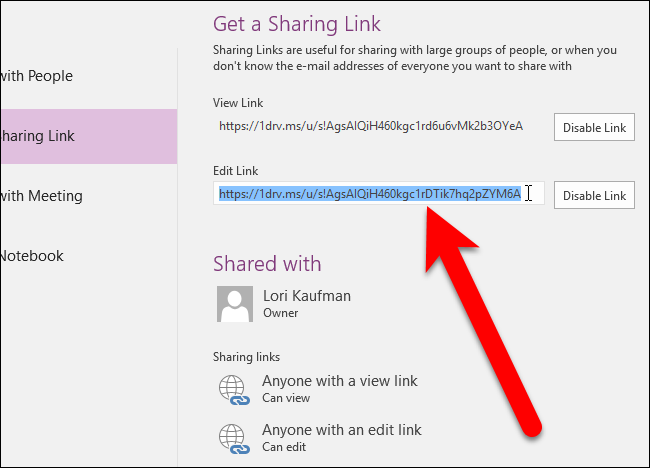 Get a Sharing Link
Sharing Links are useful for sharing with large groups of people, or when you
don't know the e-mail addresses of everyone you want to share with
with People
View Link
https://1drv.ms/u/s!AgsAlQiH460kgc1rd6u6vMk2b3OYeA
Disable Link
haring Link
Edit Link
https://1drv.ms/u/s!AgsAlQiH460kgc1rDTik7hq2pZYM6A
Disable Link
with Meeting
Notebook
Shared with
Lori Kaufman
Owner
Sharing links
Anyone with a view link
Can view
Anyone with an edit link
Can edit